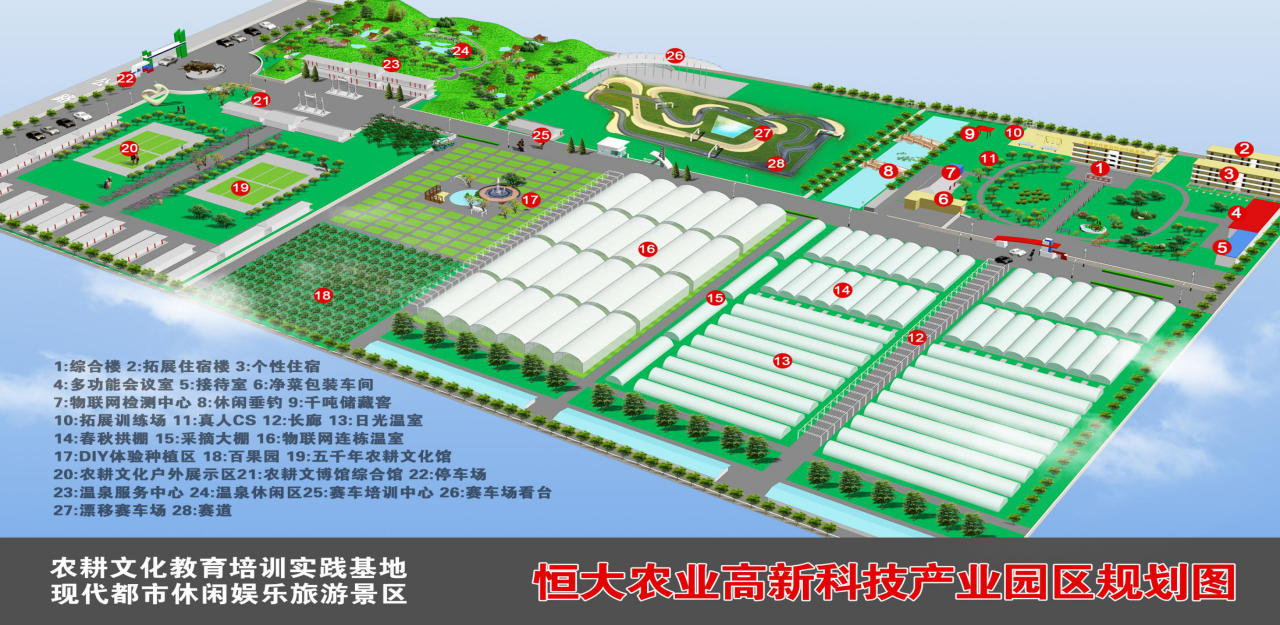 22
23
24
26
21
20
19
25
27
28
9
10
2
8
7
11
1
3
6
4
5
17
16
18
15
14
12
13
1:综合楼 2:拓展住宿楼 3:个性住宿
4:多功能会议室 5:接待室 6:净菜包装车间
7:物联网检测中心 8:休闲垂钓 9:千吨储藏窖
10:拓展训练场 11:真人CS 12:长廊 13:日光温室
14:春秋拱棚 15:采摘大棚 16:物联网连栋温室
17:DIY体验种植区 18:百果园 19:五千年农耕文化馆
20:农耕文化户外展示区21:农耕文博馆综合馆 22:停车场
23:温泉服务中心 24:温泉休闲区25:赛车培训中心 26:赛车场看台
27:漂移赛车场 28:赛道
农耕文化教育培训实践基地
现代都市休闲娱乐旅游景区
恒大农业高新科技产业园区规划图